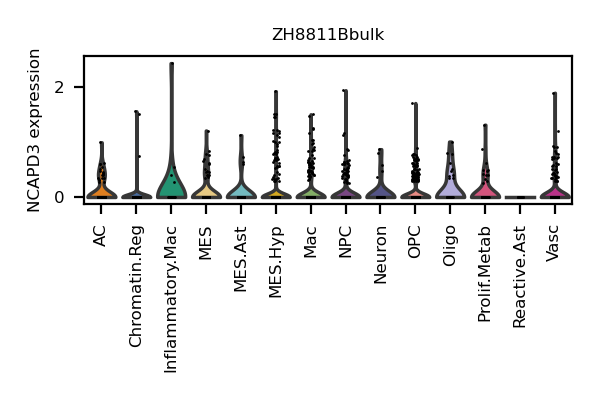 ZH8811Bbulk
NCAPD3 expression
2
0
AC
Chromatin.Reg
Inflammatory.Mac
MES
MES.Ast
MES.Hyp
Mac
NPC
Neuron
OPC
Oligo
Prolif.Metab
Reactive.Ast
Vasc